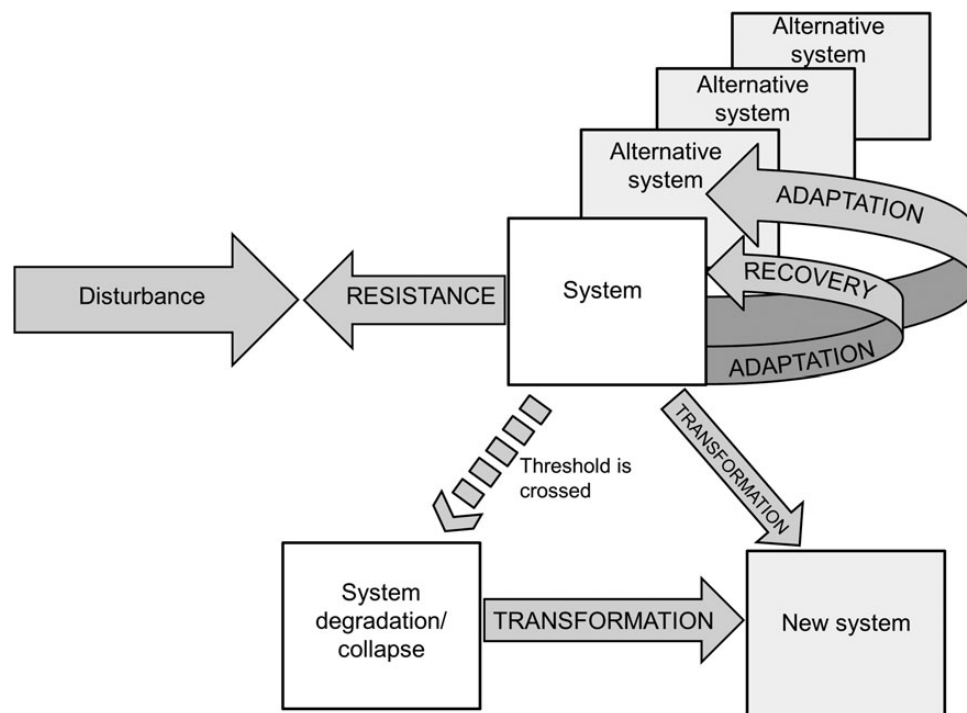 Alternative
system
Alternative
system
Alternative
system
ADAPTATION
Disturbance
RESISTANCE
System
RECOVERY
ADAPTATION
TRANSFORMATION
Threshold is
crossed
System
degradation/
collapse
TRANSFORMATION
New system